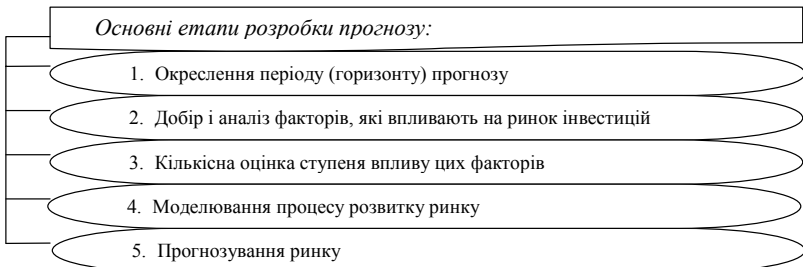 Основні етапи розробки прогнозу:
1. Окреслення періоду (горизонту) прогнозу
2. Добір і аналіз факторів, які впливають на ринок інвестицій
3. Кількісна оцінка ступеня впливу цих факторів
4. Моделювання процесу розвитку ринку
5. Прогнозування ринку